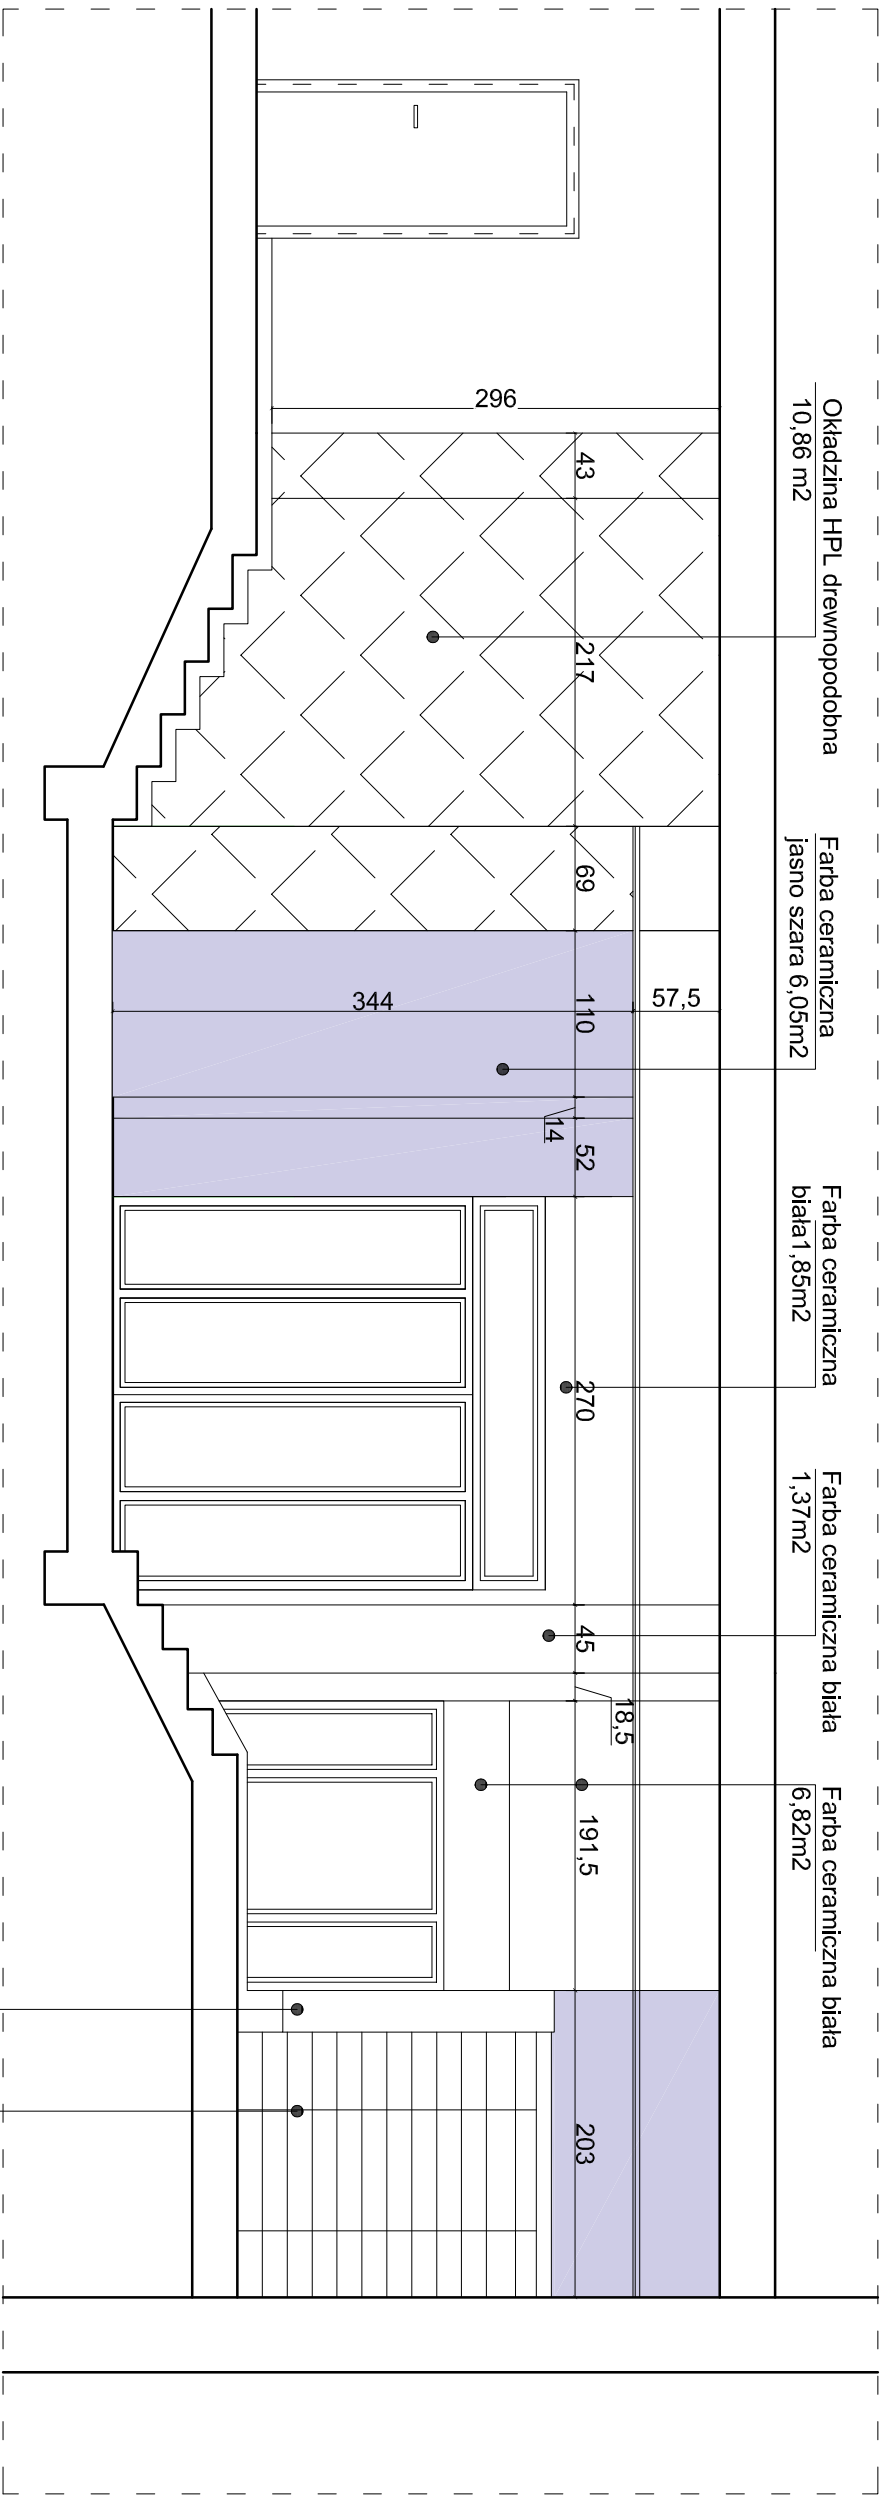 Okładzina HPL drewnopodobna
10,86 m2
Farba ceramiczna
jasno szara 6,05m2
Farba ceramiczna
biała1,85m2
Farba ceramiczna biała
1,37m2
Farba ceramiczna biała
6,82m2
296
43
217
69
344
110
57,5
14
52
270
45
18,5
191,5
203